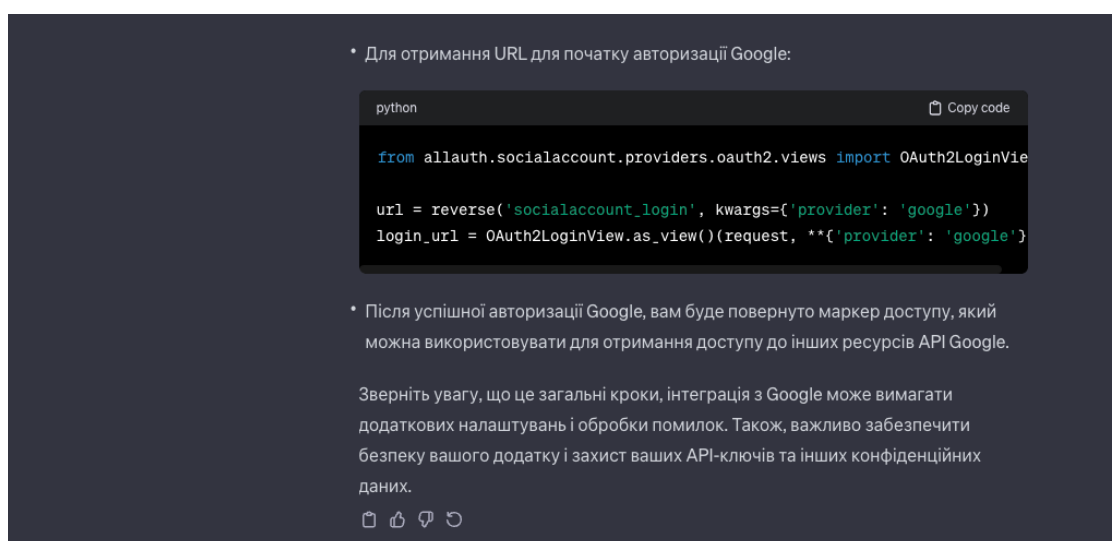 • Для отримання URL для початку авторизації Google:
python
Copy code
from allauth.socialaccount.providers.oauth2.views import OAuth2LoginVie
url = reverse('socialaccount_login', kwargs={'provider': 'google'})
login_url = OAuth2LoginView.as_view()(request, **{'provider': 'google'}
• Після успішної авторизації Google, вам буде повернуто маркер доступу, який
можна використовувати для отримання доступу до інших ресурсів API Google.
Зверніть увагу, що це загальні кроки, інтеграція з Google може вимагати
додаткових налаштувань і обробки помилок. Також, важливо забезпечити
безпеку вашого додатку і захист ваших API-ключів та інших конфіденційних
даних.